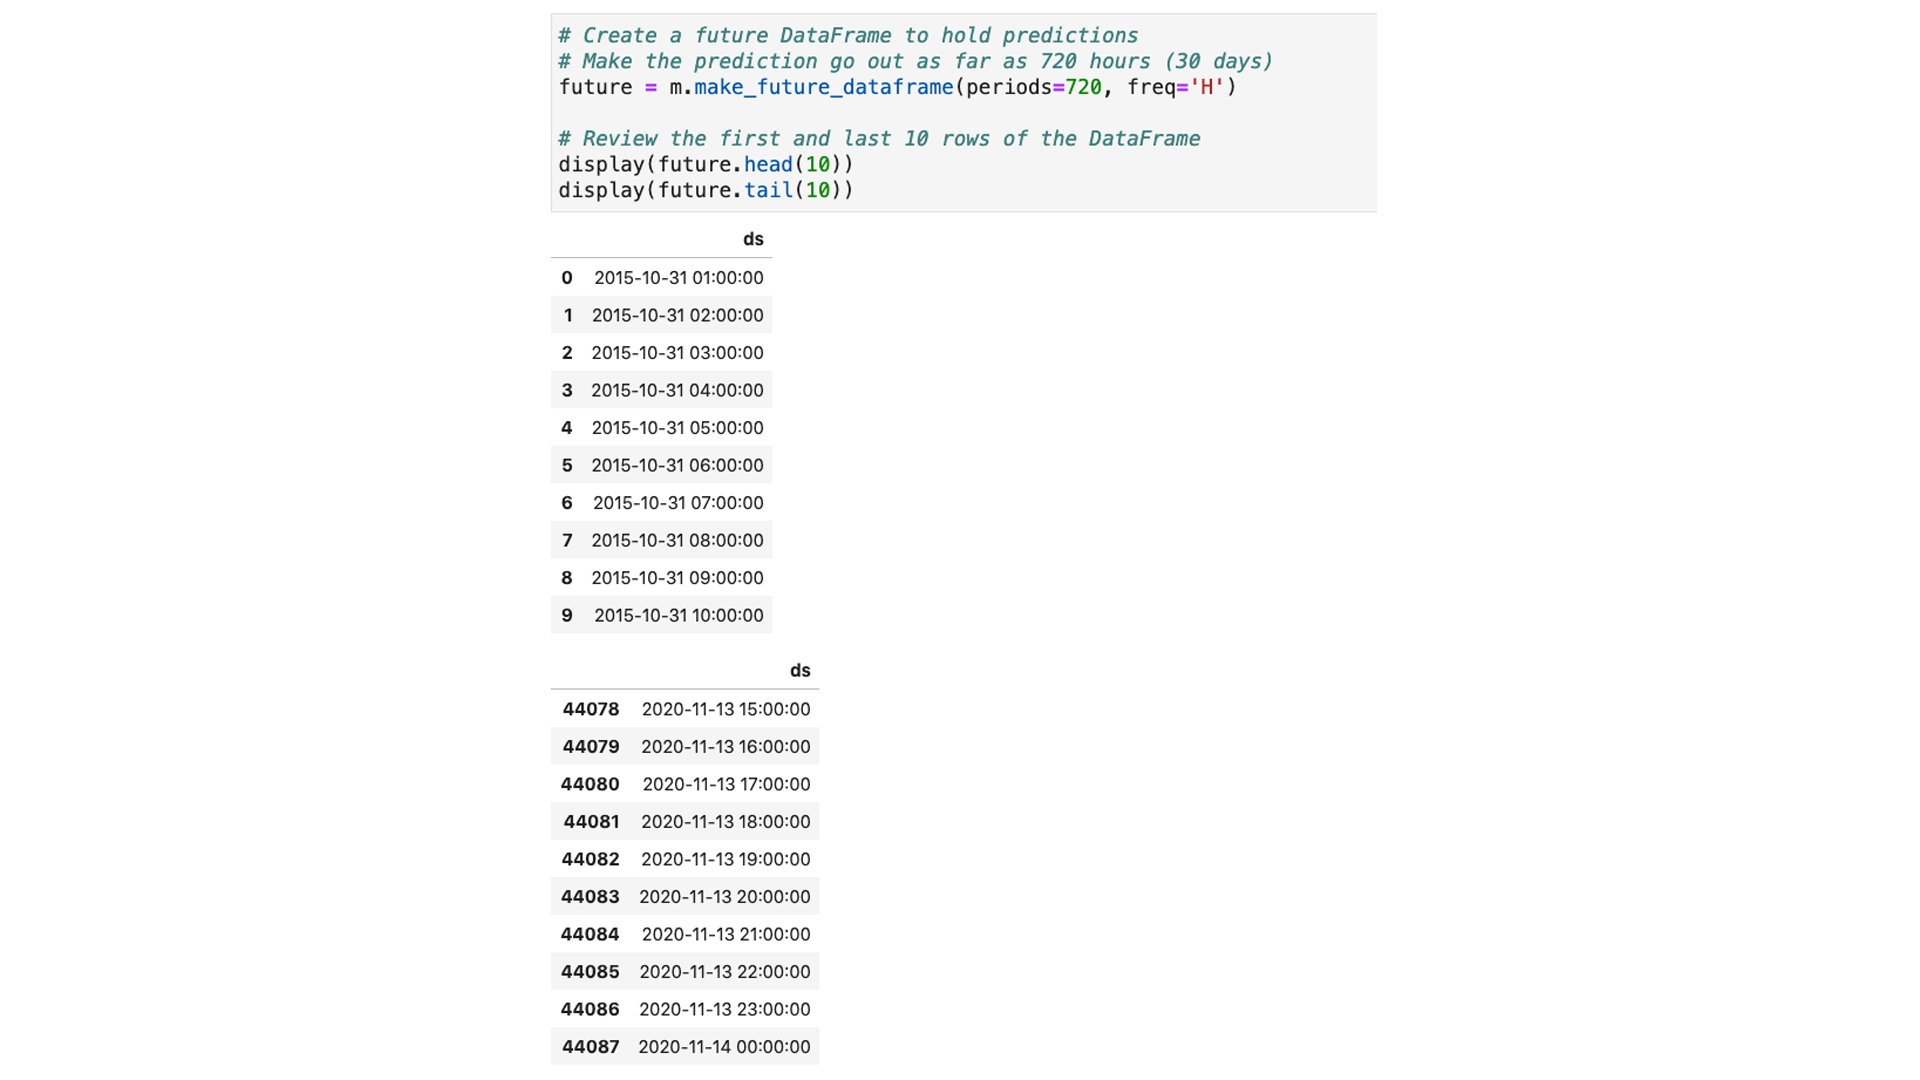 # Create a future DataFrame to hold predictions
# Make the prediction go out as far as 720 hours (30 days)
future = m.make_future_dataframe(periods=720, freq='H')
# Review the first and last 10 rows of the DataFrame
display(future.head(10))
display(future.tail(10))
ds
0 2015-10-31 01:00:00
1 2015-10-31 02:00:00
2 2015-10-31 03:00:00
3 2015-10-31 04:00:00
4 2015-10-31 05:00:00
5 2015-10-31 06:00:00
6 2015-10-31 07:00:00
7 2015-10-31 08:00:00
8 2015-10-31 09:00:00
9 2015-10-31 10:00:00
ds
44078 2020-11-13 15:00:00
44079 2020-11-13 16:00:00
44080 2020-11-13 17:00:00
44081 2020-11-13 18:00:00
44082 2020-11-13 19:00:00
44083 2020-11-13 20:00:00
44084 2020-11-13 21:00:00
44085 2020-11-13 22:00:00
44086 2020-11-13 23:00:00
44087 2020-11-14 00:00:00